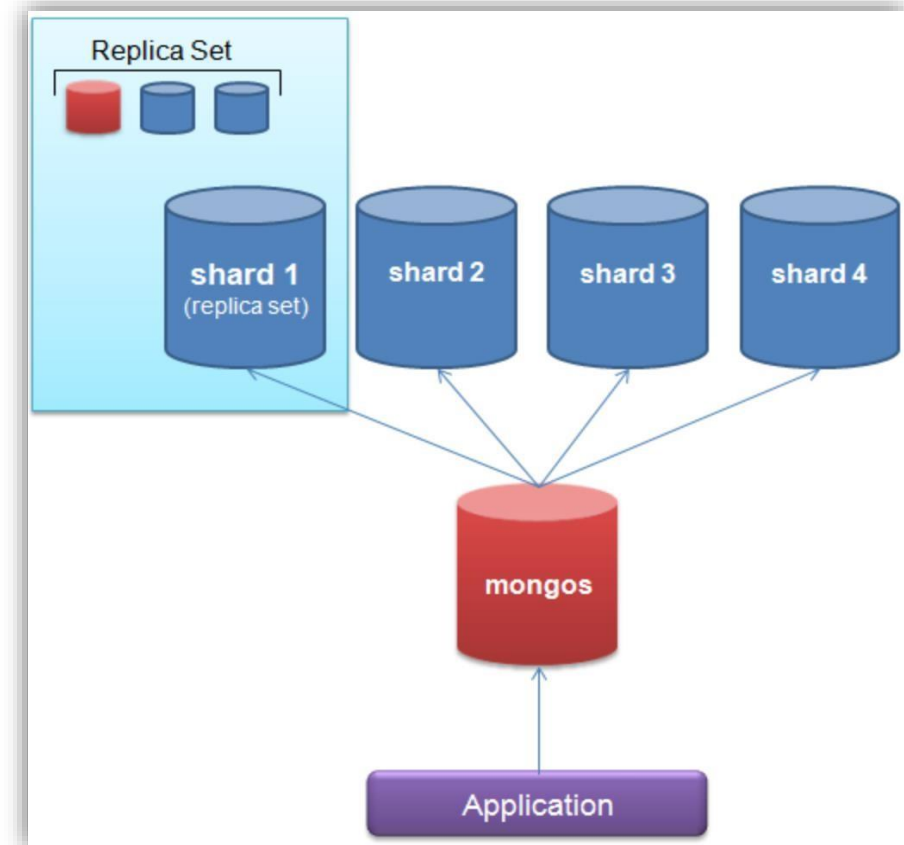 Replica Set
shard 1
(replica set)
shard 2
shard 3
shard 4
mongos
Application